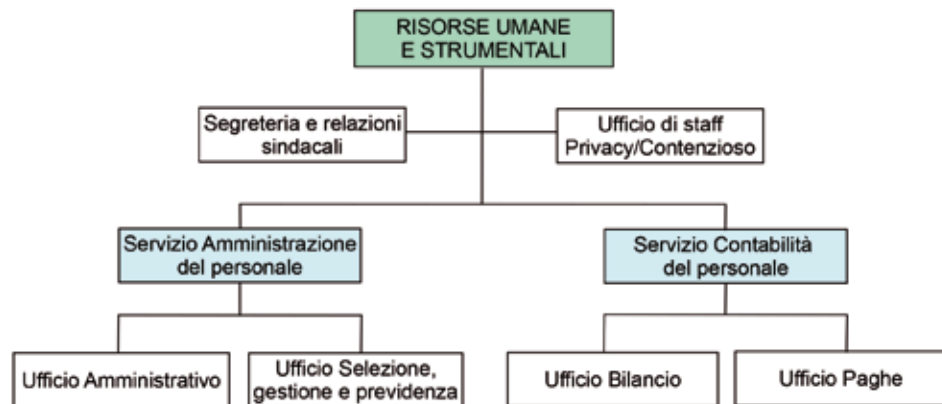 RISORSE UMANE
E STRUMENTALI
Segreteria e relazioni
sindacali
Ufficio di staff
Privacy/Contenzioso
Servizio Amministrazione
del personale
Servizio Contabilità
del personale
Ufficio Amministrativo
Ufficio Selezione,
gestione e previdenza
Ufficio Bilancio
Ufficio Paghe